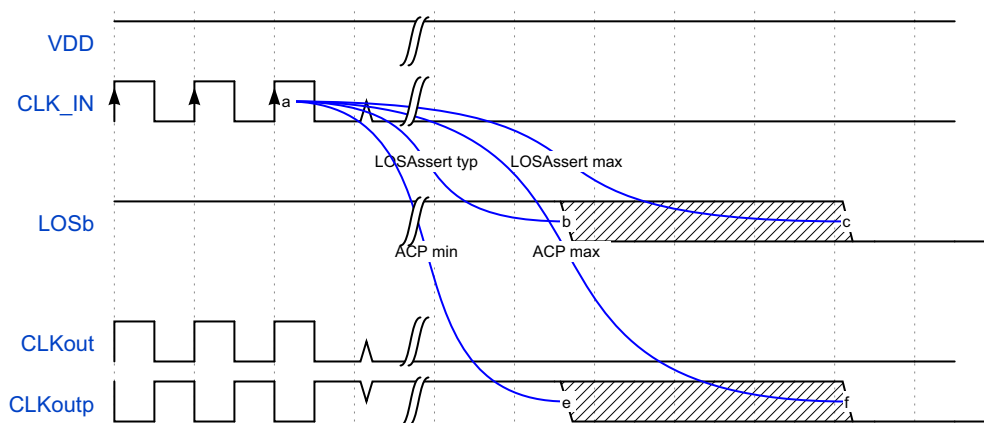 VDD
CLK_IN
a
LOSAssert typ
LOSAssert max
LOSb
b
c
ACP min
ACP max
CLKout
CLKoutp
e
f